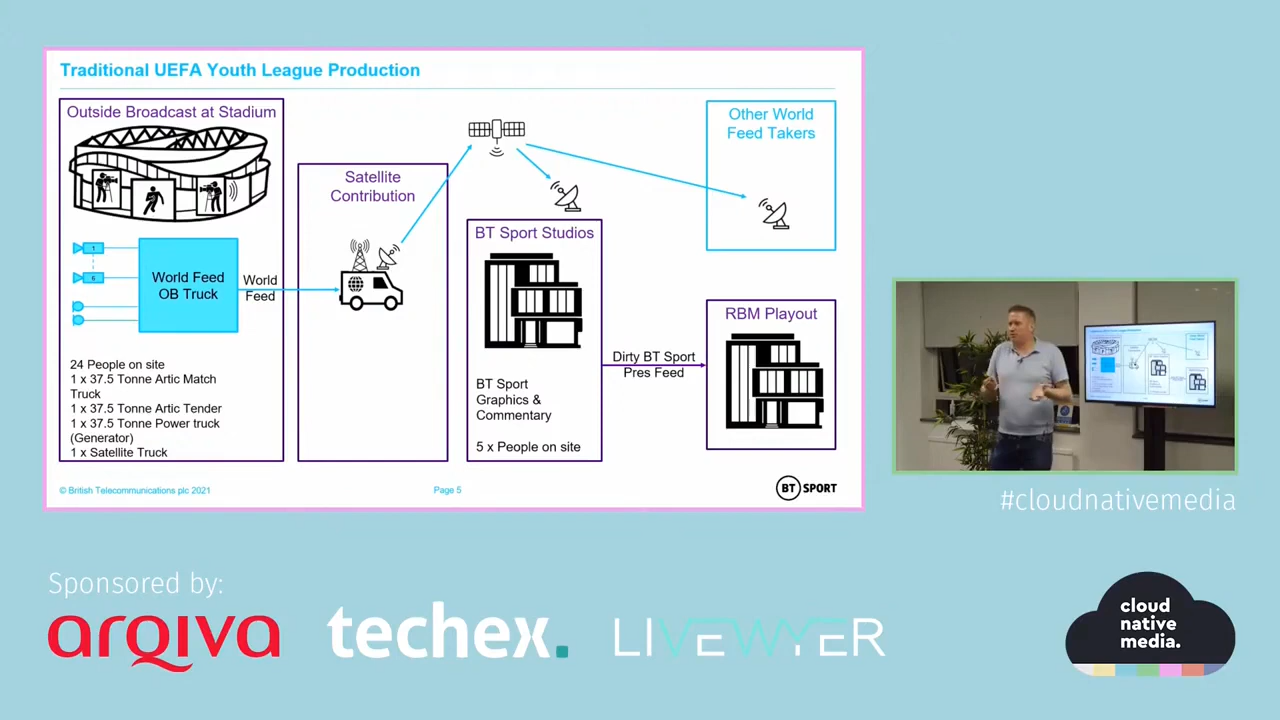 Traditional UEFA Youth League Production
Outside Broadcast at Stadium
1
6
World Feed
OB Truck
World
Feed
24 People on site
1 x 37.5 Tonne Artic Match
Truck
1 x 37.5 Tonne Artic Tender
1 x 37.5 Tonne Power truck
(Generator)
1 x Satellite Truck
Satellite
Contribution
BT Sport Studios
BT Sport
Graphics &
Commentary
5 x People on site
Dirty BT Sport
Pres Feed
Other World
Feed Takers
RBM Playout
© British Telecommunications plc 2021
Page 5
BT SPORT
#cloudnativemedia
Sponsored by:
arqiva
techex.
LIVEWYER
cloud
native
media.